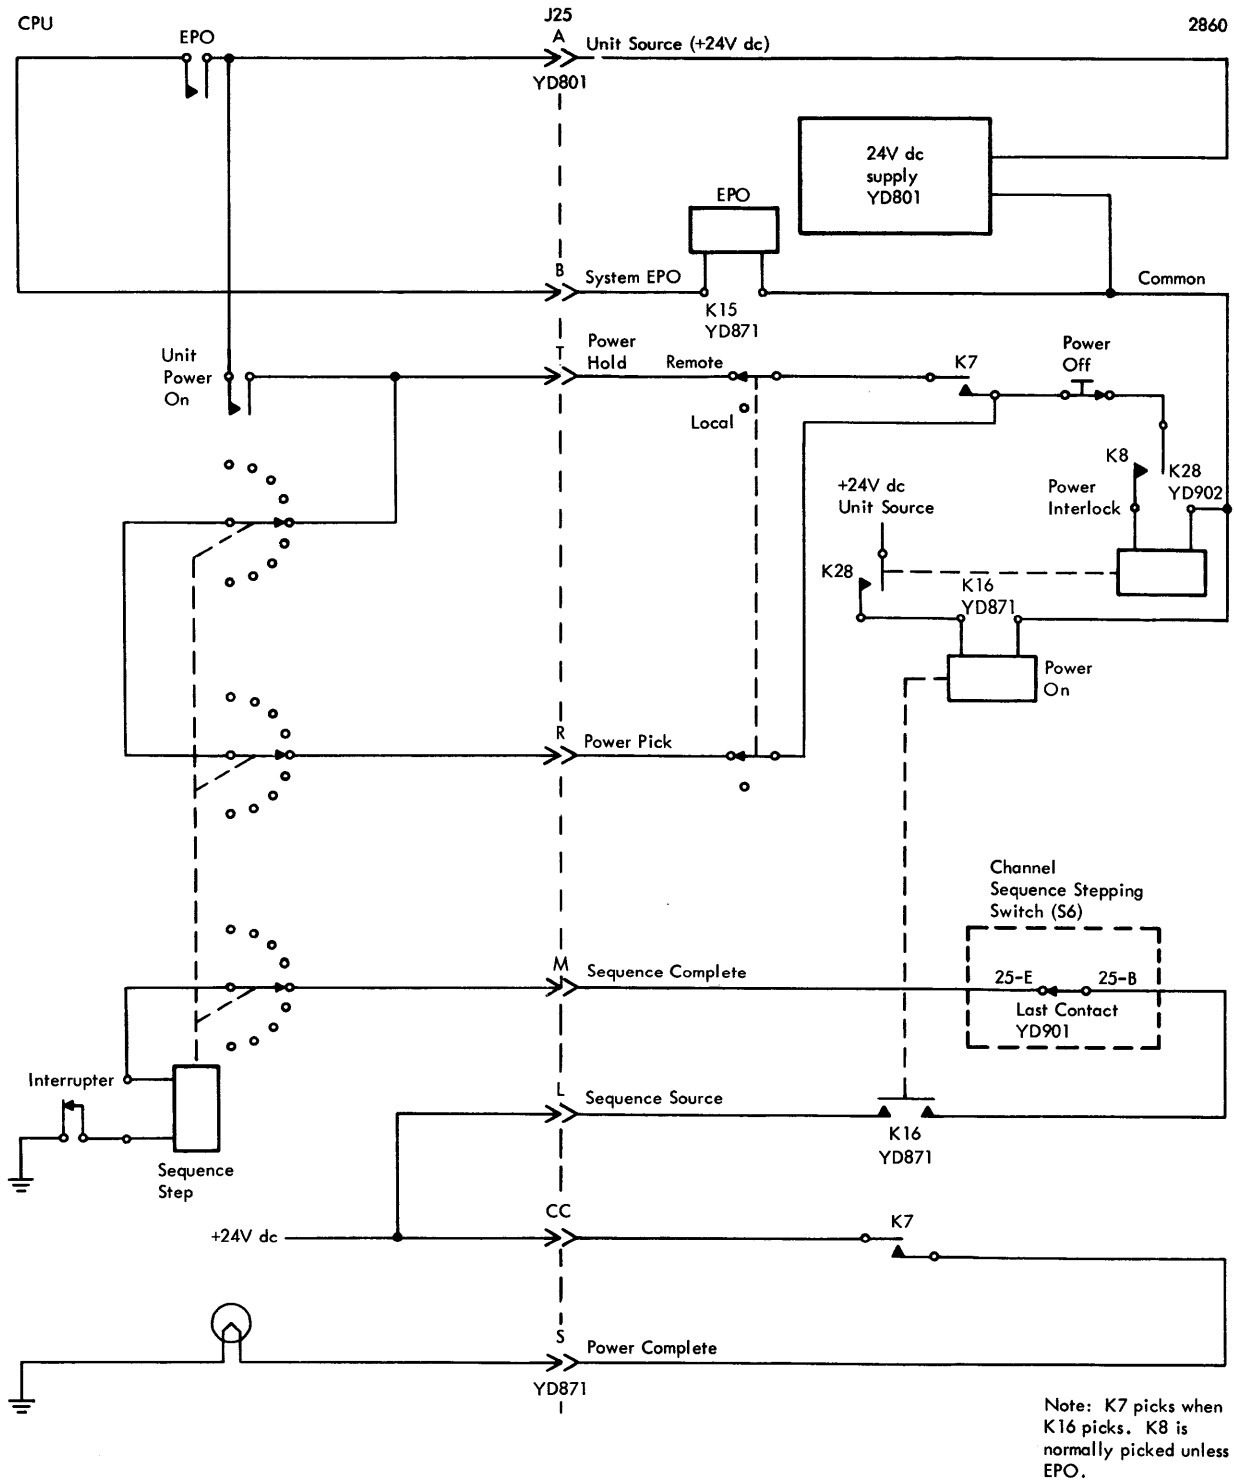 CPU
J25
2860
EPO
A
Unit Source (+24V dc)
YD801
24V dc
supply
YD801
EPO
B
System EPO
Common
K15
YD871
T
Power
Hold
Remote
Unit
Power
On
K7
Power
Off
Local
K8
K28
YD902
+24V dc
Unit Source
Power
Interlock
K28
K16
YD871
Power
On
R
Power Pick
Channel
Sequence Stepping
Switch (S6)
M
Sequence Complete
25-E
25-B
Last Contact
YD901
Interrupter
L
Sequence Source
K16
YD871
Sequence
Step
CC
K7
+24V dc
S
Power Complete
YD871
Note: K7 picks when
K16 picks. K8 is
normally picked unless
EPO.